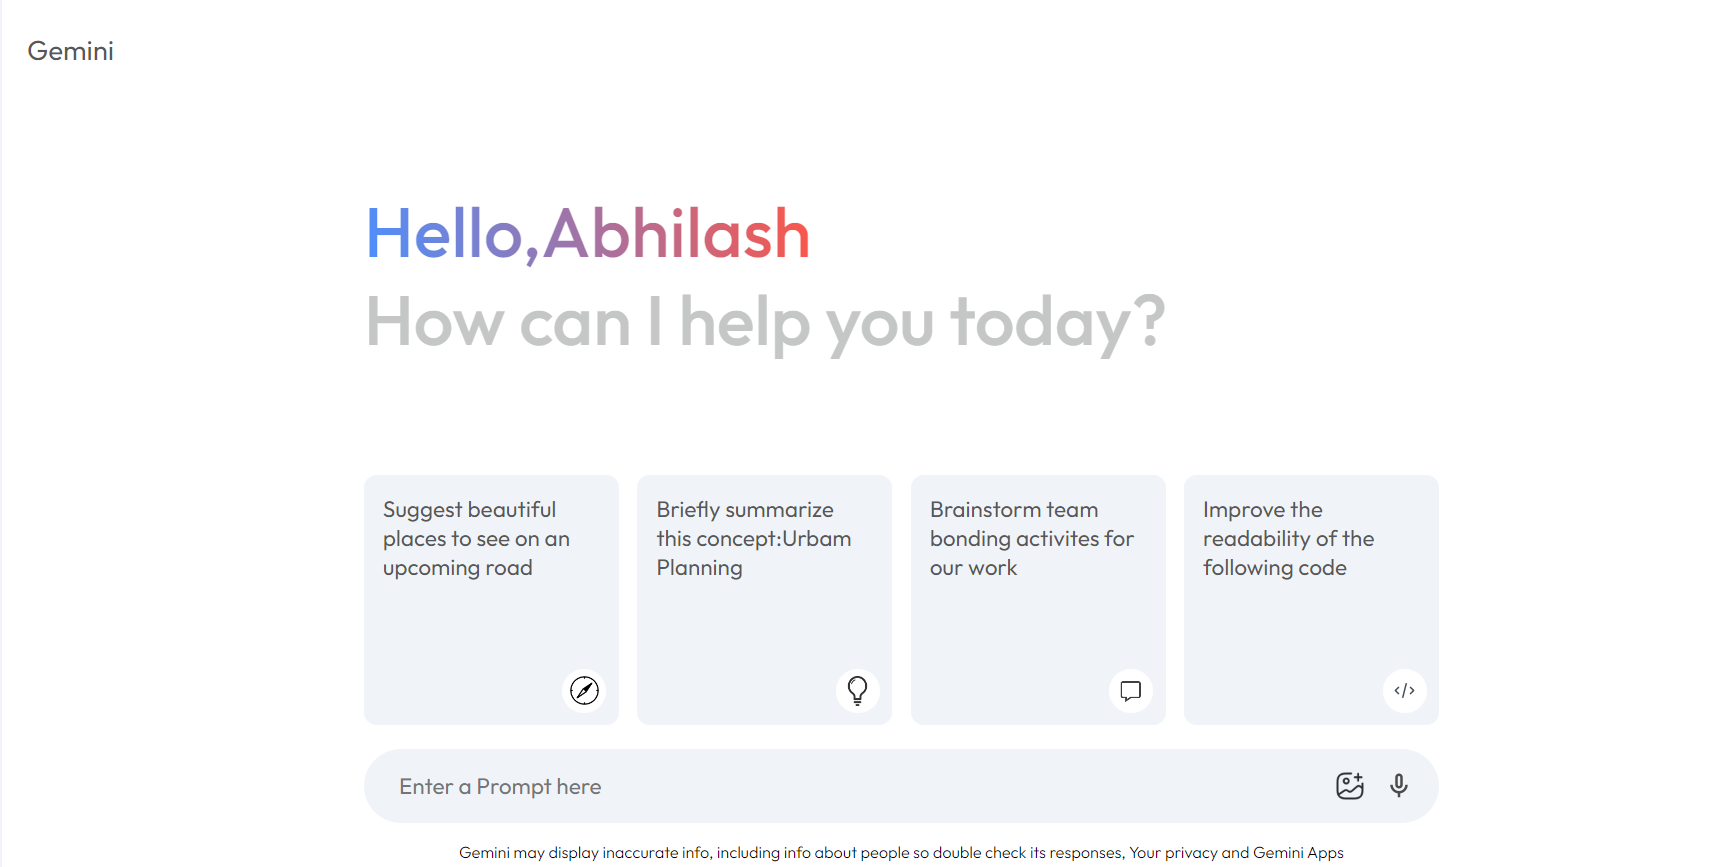 Gemini
Hello,Abhilash
How can I help you today?
Suggest beautiful
places to see on an
upcoming road
Briefly summarize
this concept:Urbam
Planning
Brainstorm team
bonding activites for
our work
Improve the
readability of the
following code
Enter a Prompt here
Gemini may display inaccurate info, including info about people so double check its responses, Your privacy and Gemini Apps